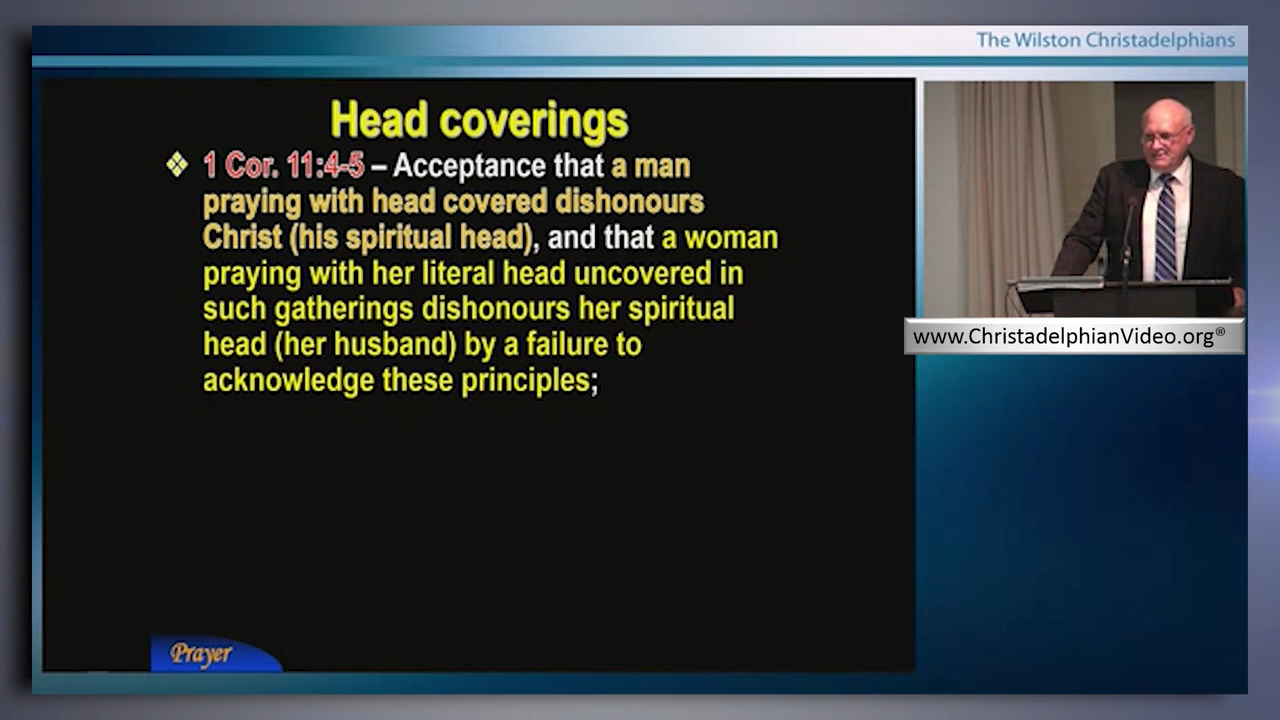 The Wilston Christadelphians
Head coverings
❖ 1 Cor. 11:4-5 – Acceptance that a man
praying with head covered dishonours
Christ (his spiritual head), and that a woman
praying with her literal head uncovered in
such gatherings dishonours her spiritual
head (her husband) by a failure to
acknowledge these principles;
www.ChristadelphianVideo.org®
Prayer